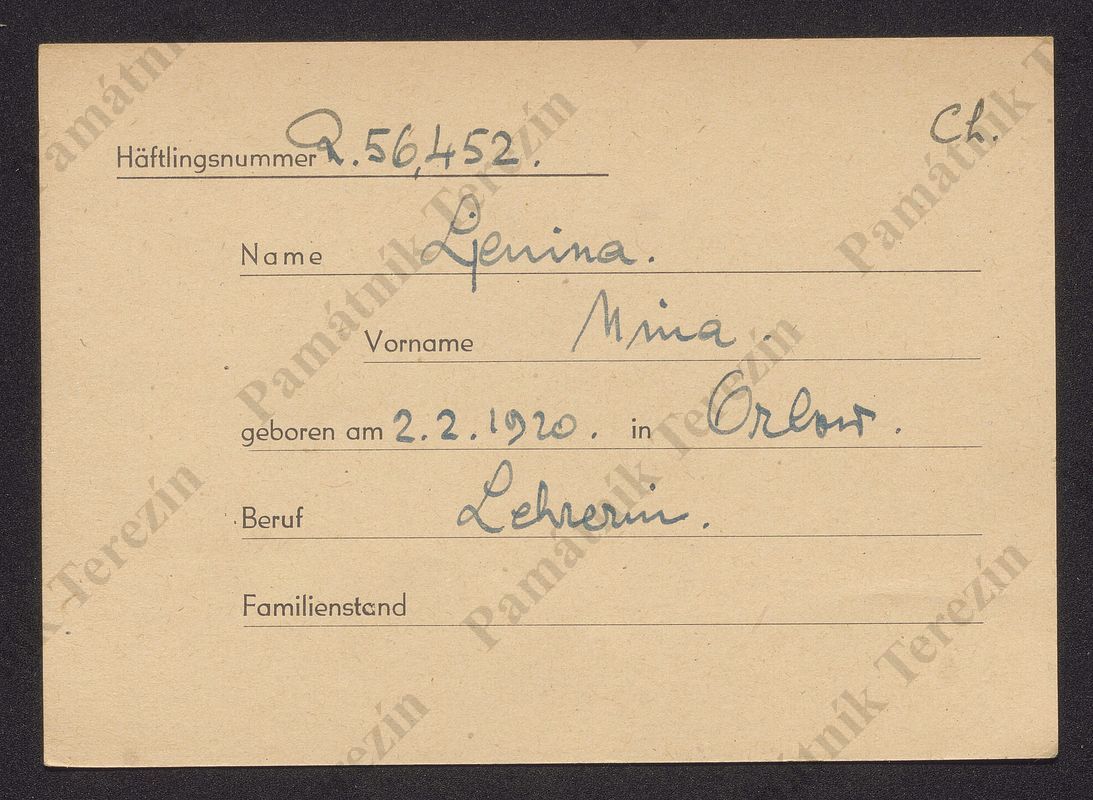 Ch.
Häftlingsnummer R. 56,452.
Name Ljenina.
Vorname Nina.
geboren am 2.2.1920. in Orlow.
Beruf Lehrerin.
Familienstand
Památník Terezín